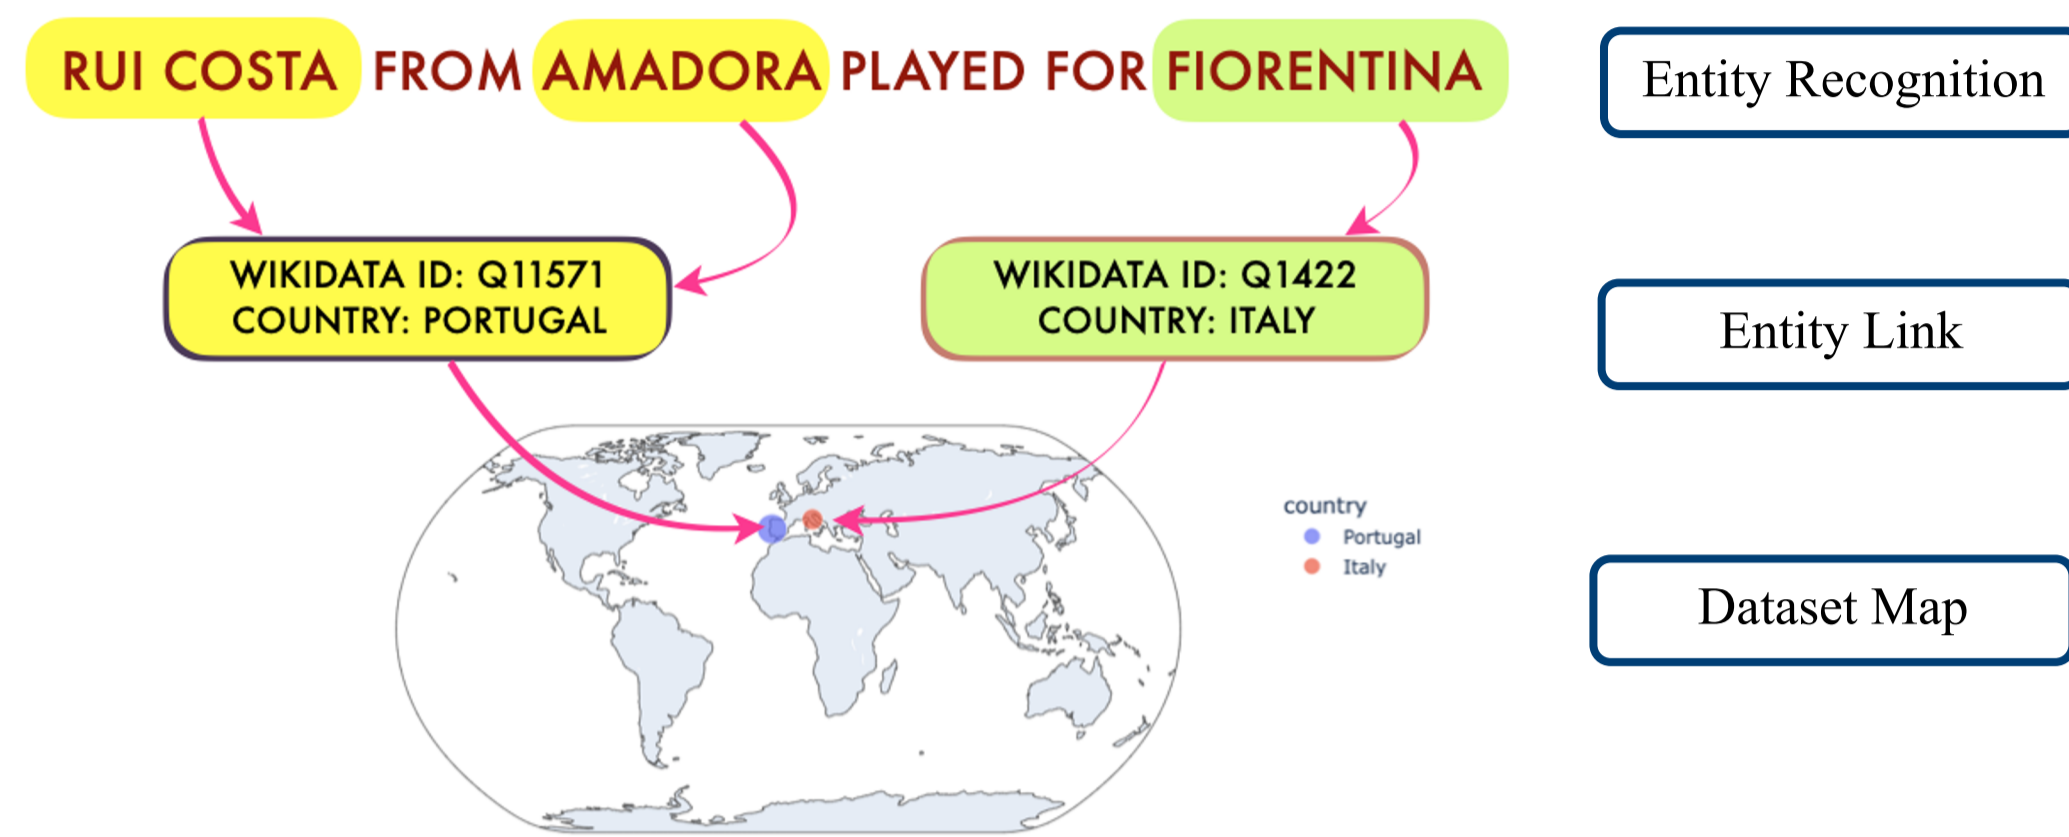 RUI COSTA FROM AMADORA PLAYED FOR FIORENTINA
Entity Recognition
WIKIDATA ID: Q11571
COUNTRY: PORTUGAL
WIKIDATA ID: Q1422
COUNTRY: ITALY
Entity Link
country
Portugal
Italy
Dataset Map